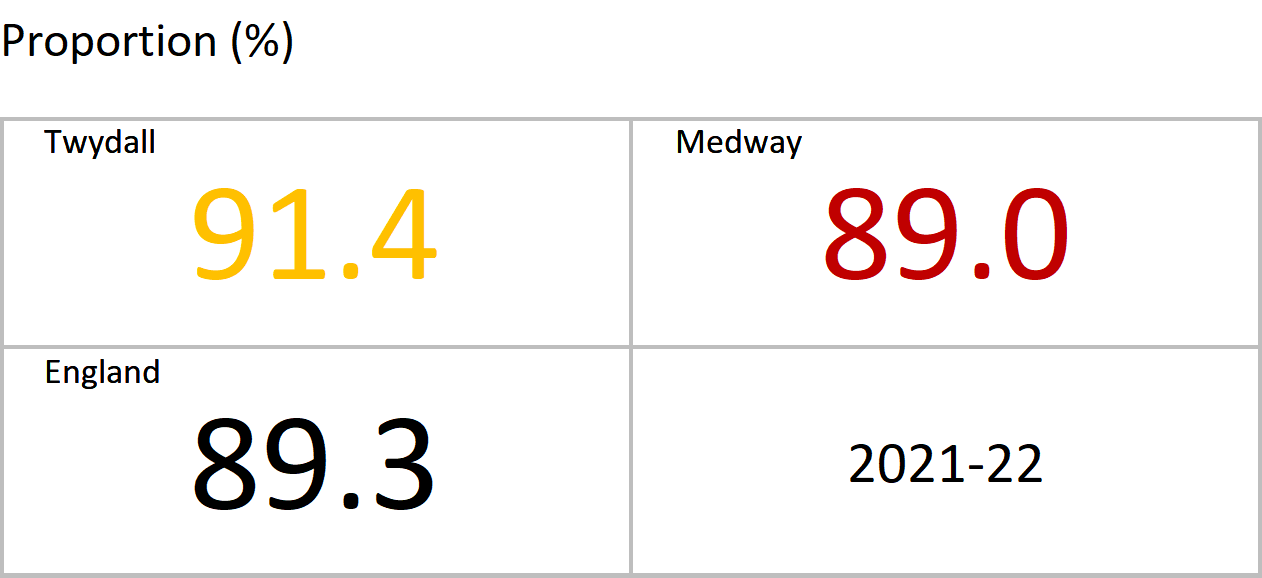 Proportion (%)
Twydall
91.4
Medway
89.0
England
89.3
2021-22